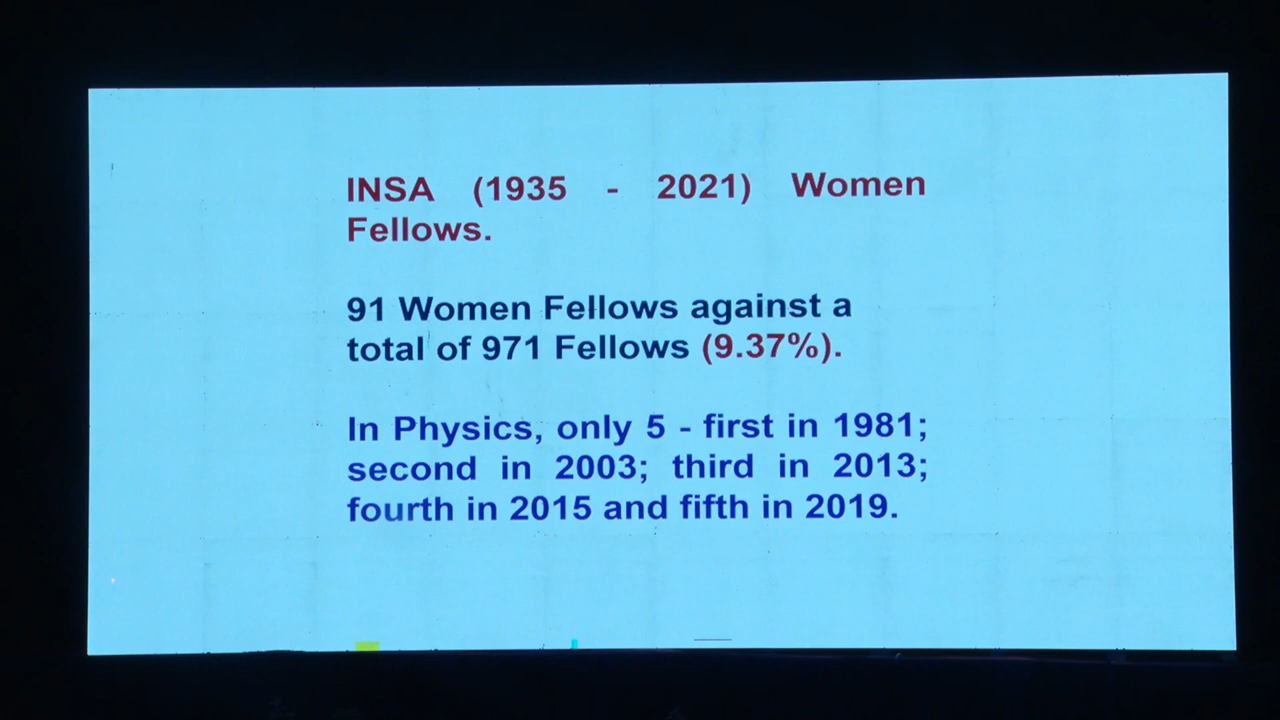 INSA (1935 - 2021) Women
Fellows.
91 Women Fellows against a
total of 971 Fellows (9.37%).
In Physics, only 5 - first in 1981;
second in 2003; third in 2013;
fourth in 2015 and fifth in 2019.